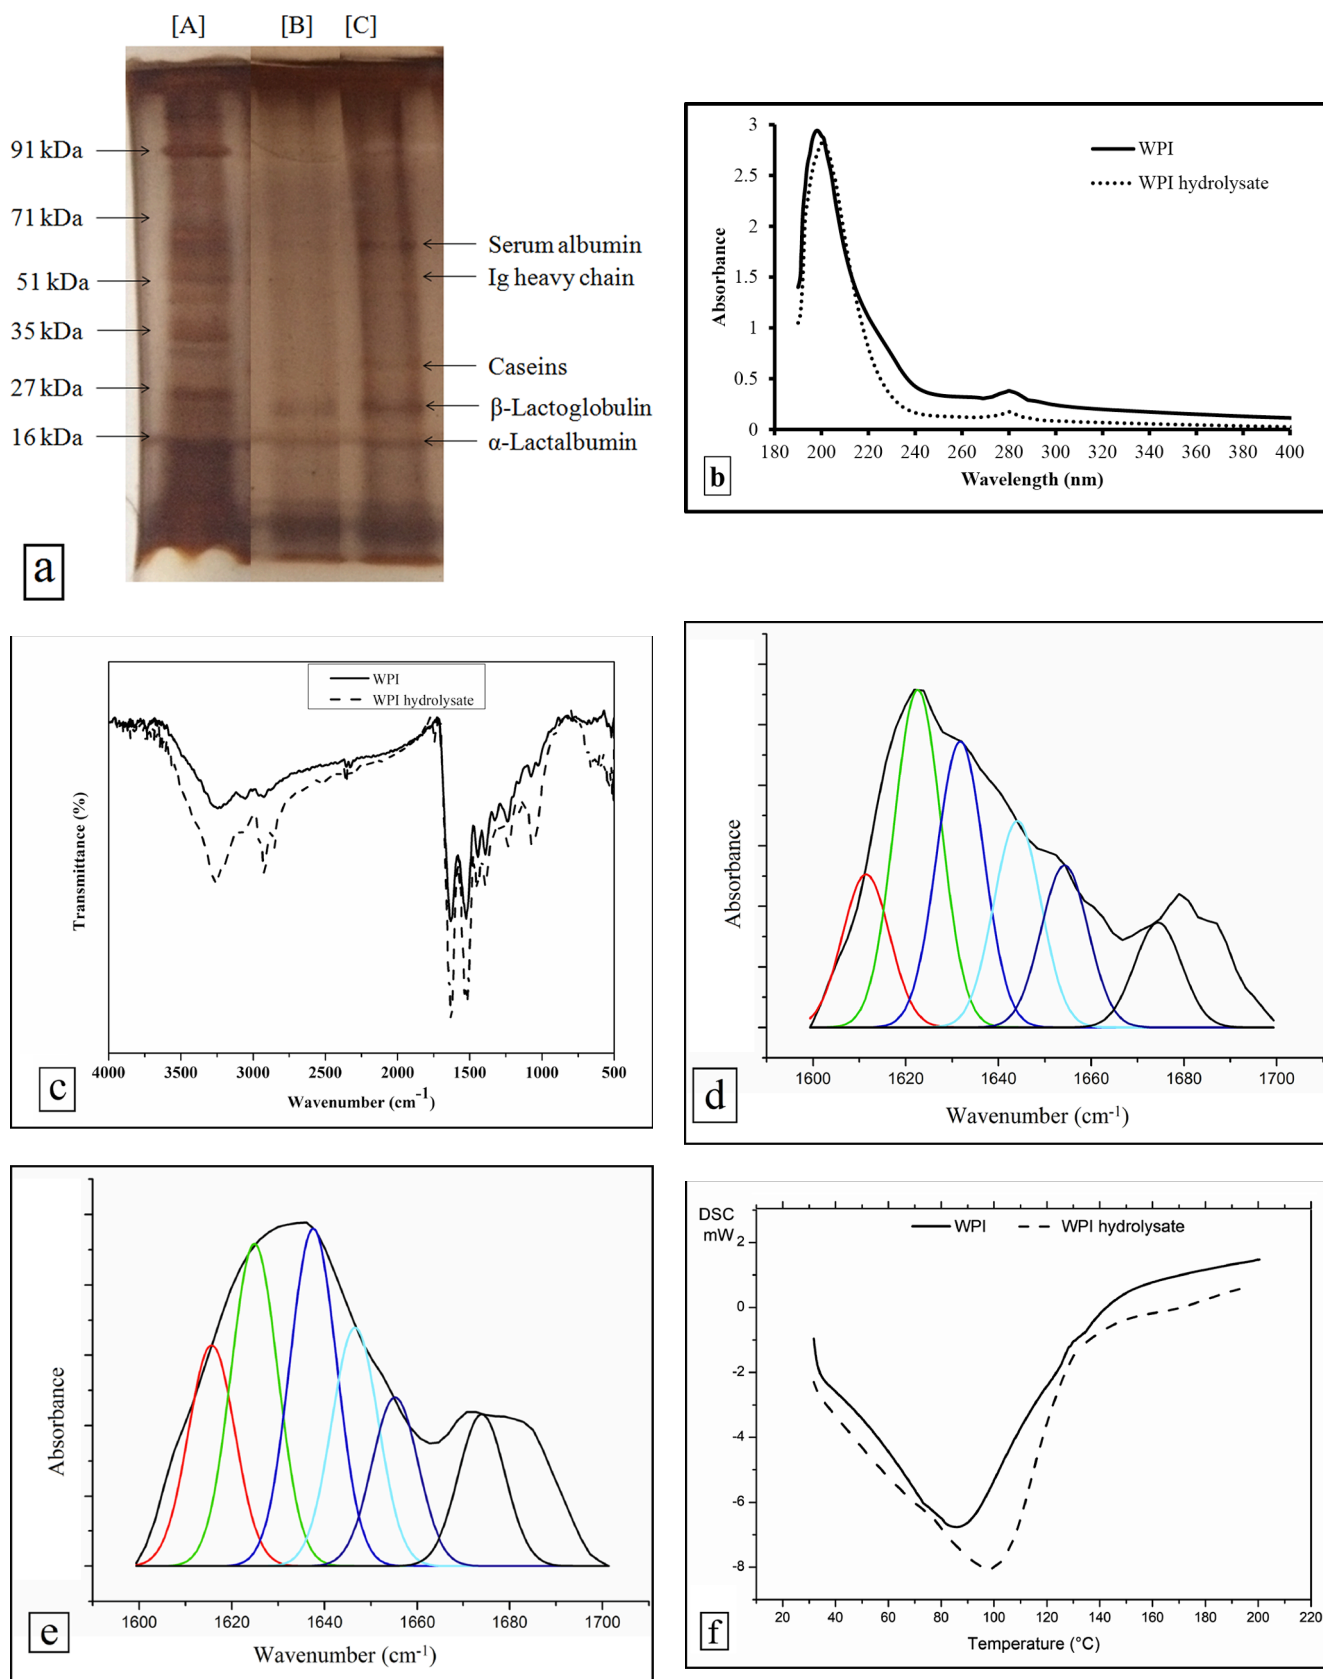 [A] [B] [C]
91 kDa
71 kDa
51 kDa
35 kDa
27 kDa
16 kDa
Serum albumin
Ig heavy chain
Caseins
β-Lactoglobulin
α-Lactalbumin
a
3
2.5
2
1.5
1
0.5
0
Absorbance
WPI
WPI hydrolysate
180 200 220 240 260 280 300 320 340 360 380 400
Wavelength (nm)
b
WPI
WPI hydrolysate
Transmittance (%)
4000 3500 3000 2500 2000 1500 1000 500
Wavenumber (cm⁻¹)
c
Absorbance
1600 1620 1640 1660 1680 1700
Wavenumber (cm⁻¹)
d
Absorbance
1600 1620 1640 1660 1680 1700
Wavenumber (cm⁻¹)
e
DSC
mW
WPI
WPI hydrolysate
2
0
-2
-4
-6
-8
20 40 60 80 100 120 140 160 180 200 220
Temperature (°C)
f